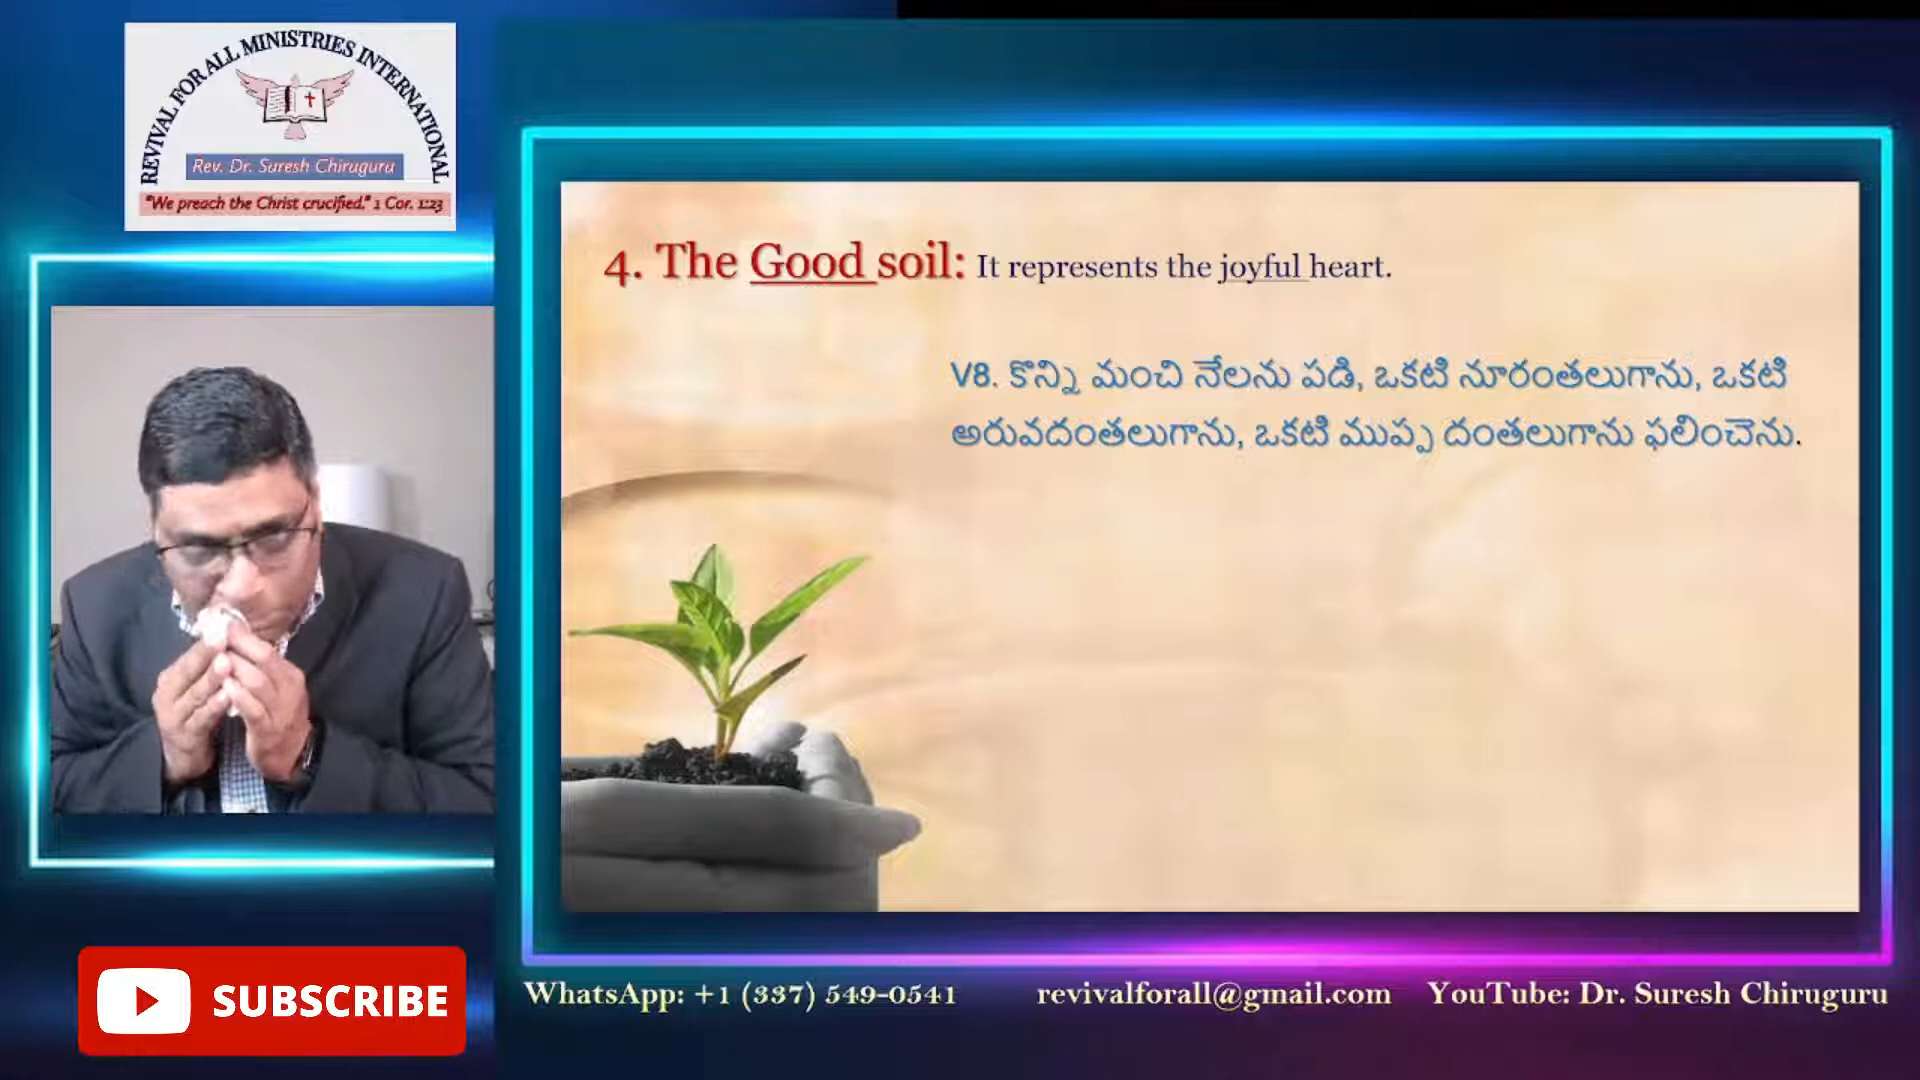 REVIVAL FOR ALL MINISTRIES INTERNATIONAL
Rev. Dr. Suresh Chiruguru
"We preach the Christ crucified." 1 Cor. 1:23
4. The Good soil: It represents the joyful heart.
V8. కొన్ని మంచి నేలను పడి, ఒకటి నూరంతలుగాను, ఒకటి
అరువదంతలుగాను, ఒకటి ముప్ప దంతలుగాను ఫలించెను.
SUBSCRIBE
WhatsApp: +1 (337) 549-0541 revivalforall@gmail.com YouTube: Dr. Suresh Chiruguru